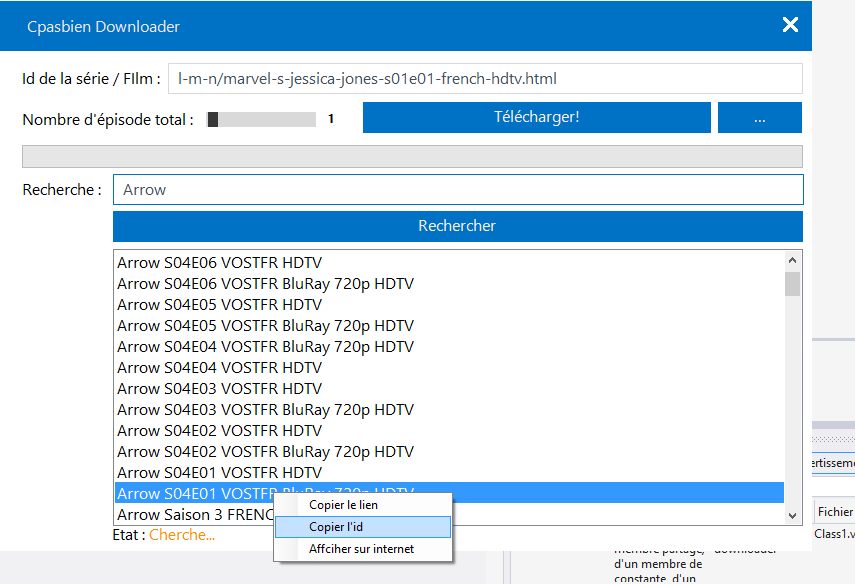 Cpasbien Downloader
Id de la série / FIlm : l-m-n/marvel-s-jessica-jones-s01e01-french-hdtv.html
Nombre d'épisode total : 1 Télécharger! ...
Recherche : Arrow
Rechercher
Arrow S04E06 VOSTFR HDTV
Arrow S04E06 VOSTFR BluRay 720p HDTV
Arrow S04E05 VOSTFR HDTV
Arrow S04E05 VOSTFR BluRay 720p HDTV
Arrow S04E04 VOSTFR BluRay 720p HDTV
Arrow S04E04 VOSTFR HDTV
Arrow S04E03 VOSTFR HDTV
Arrow S04E03 VOSTFR BluRay 720p HDTV
Arrow S04E02 VOSTFR HDTV
Arrow S04E02 VOSTFR BluRay 720p HDTV
Arrow S04E01 VOSTFR HDTV
Arrow S04E01 VOSTFR BluRay 720p HDTV
Arrow Saison 3 FRENC
Copier le lien
Copier l'id
Affciher sur internet
Etat : Cherche...
ertisseme
Fichier
Class1.v
membre partagé, downloader
d'un membre de
constante, d'un